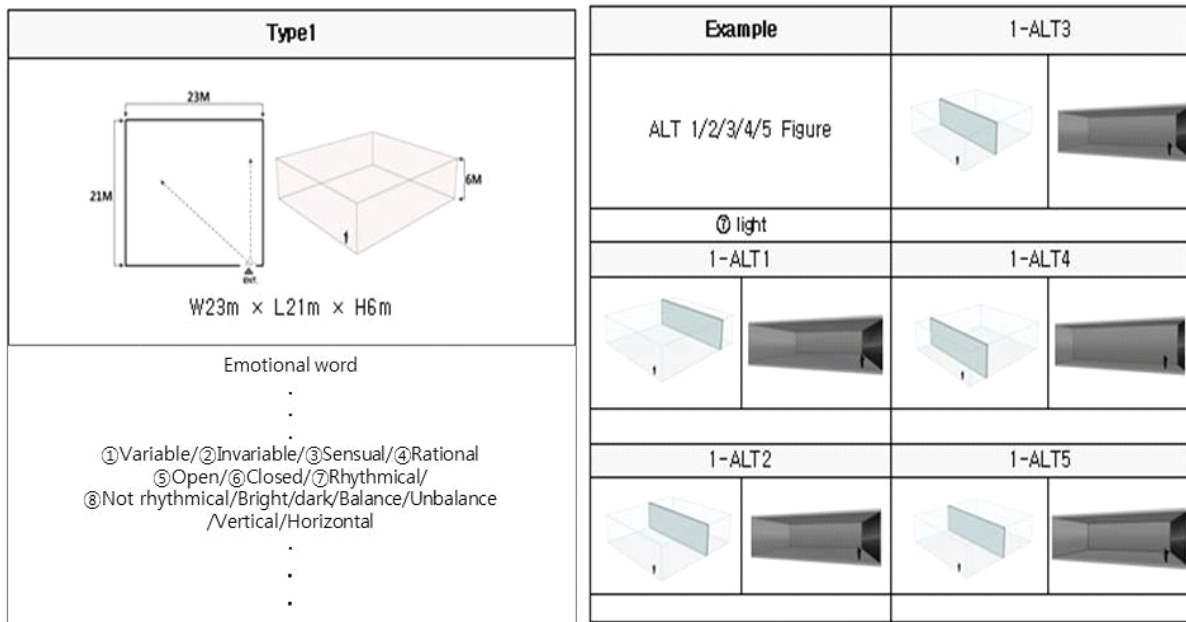 Type1
23M
21M
6M
ENT.
W23m × L21m × H6m
Emotional word
.
.
.
①Variable/②Invariable/③Sensual/④Rational
⑤Open/⑥Closed/⑦Rhythmical/
⑧Not rhythmical/Bright/dark/Balance/Unbalance
/Vertical/Horizontal
.
.
.
Example
1-ALT3
ALT 1/2/3/4/5 Figure
⑦ light
1-ALT1
1-ALT4
1-ALT2
1-ALT5